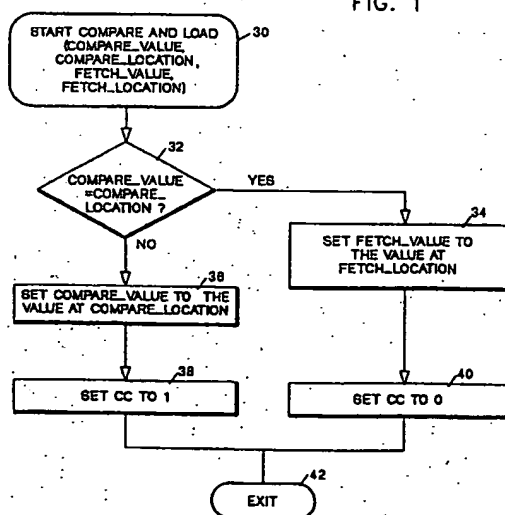 FIG. 1
START COMPARE AND LOAD
(COMPARE_VALUE,
COMPARE_LOCATION,
FETCH_VALUE,
FETCH_LOCATION)
30
32
COMPARE_VALUE
=COMPARE_
LOCATION ?
YES
NO
34
SET FETCH_VALUE TO
THE VALUE AT
FETCH_LOCATION
36
SET COMPARE_VALUE TO THE
VALUE AT COMPARE_LOCATION
38
SET CC TO 1
40
SET CC TO 0
42
EXIT